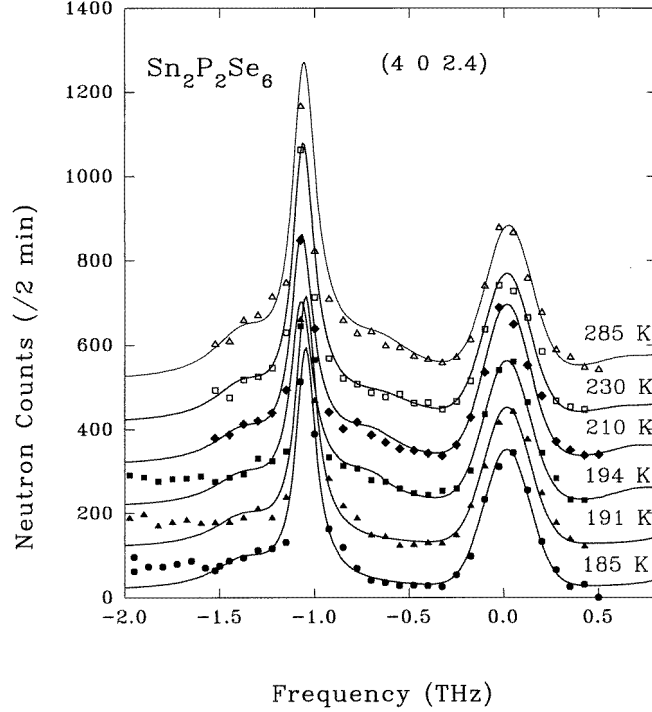 1400
1200
1000
800
600
400
200
0
Neutron Counts (/2 min)
Sn2P2Se6
(4 0 2.4)
285 K
230 K
210 K
194 K
191 K
185 K
−2.0 −1.5 −1.0 −0.5 0.0 0.5
Frequency (THz)